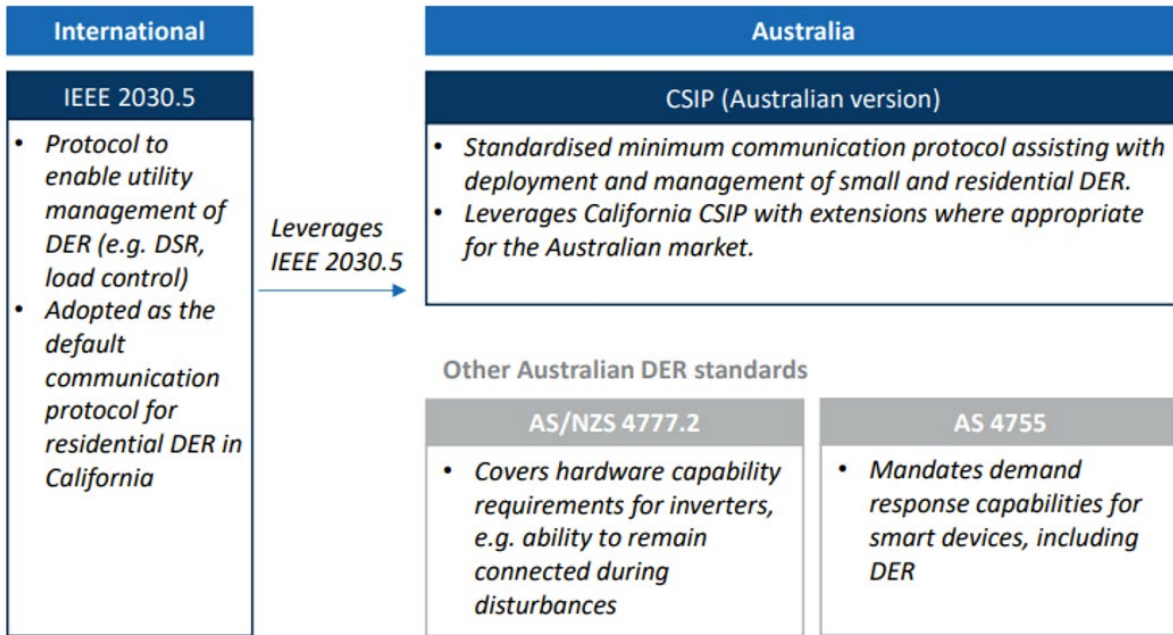 International
IEEE 2030.5
• Protocol to
enable utility
management of
DER (e.g. DSR,
load control)
• Adopted as the
default
communication
protocol for
residential DER in
California
Leverages
IEEE 2030.5
Australia
CSIP (Australian version)
• Standardised minimum communication protocol assisting with
deployment and management of small and residential DER.
• Leverages California CSIP with extensions where appropriate
for the Australian market.
Other Australian DER standards
AS/NZS 4777.2
• Covers hardware capability
requirements for inverters,
e.g. ability to remain
connected during
disturbances
AS 4755
• Mandates demand
response capabilities for
smart devices, including
DER